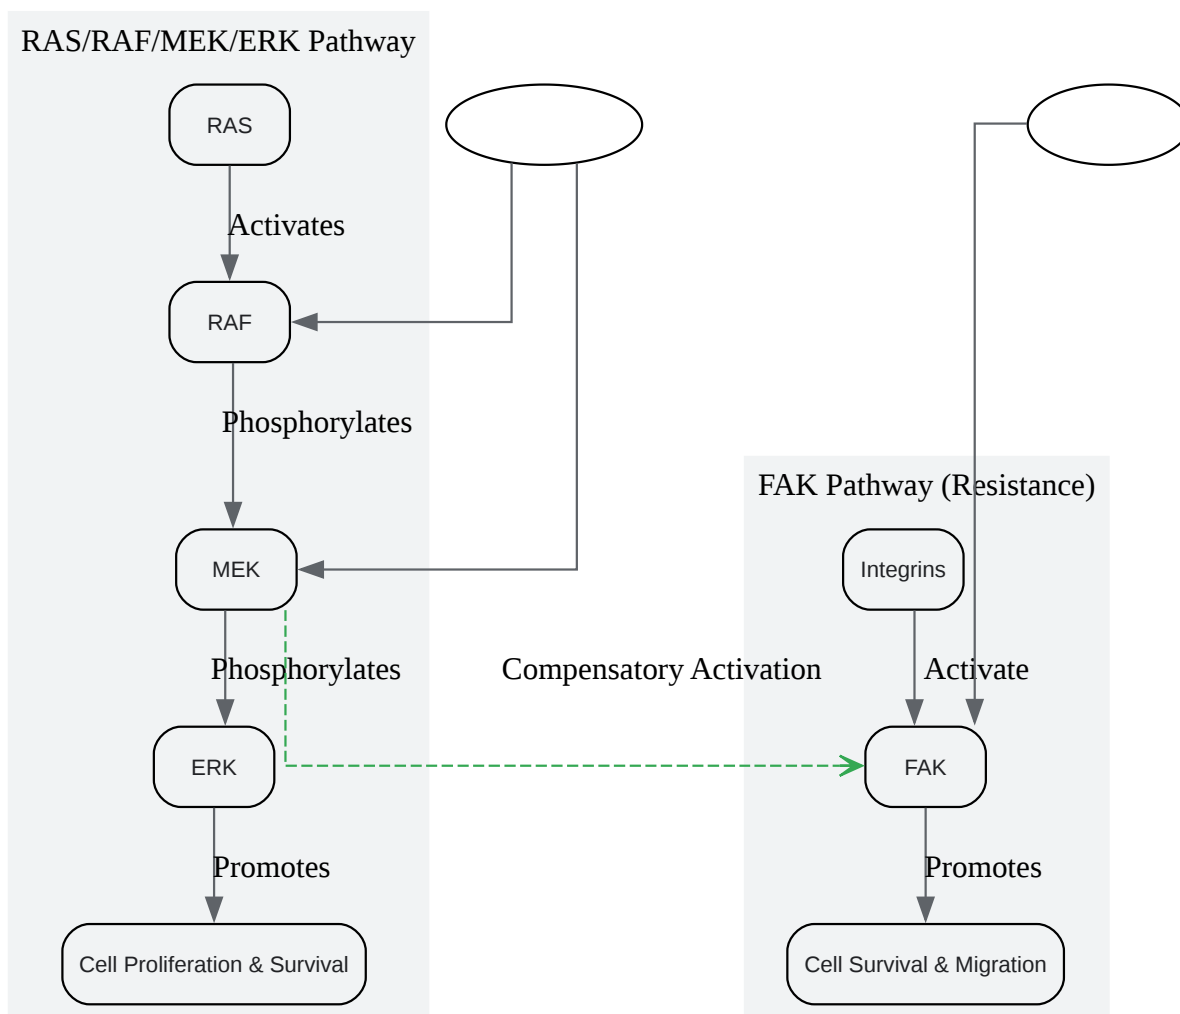 RAS/RAF/MEK/ERK Pathway
RAS
Activates
RAF
Phosphorylates
MEK
Phosphorylates
ERK
Promotes
Cell Proliferation & Survival
Compensatory Activation
FAK Pathway (Resistance)
Integrins
Activate
FAK
Promotes
Cell Survival & Migration